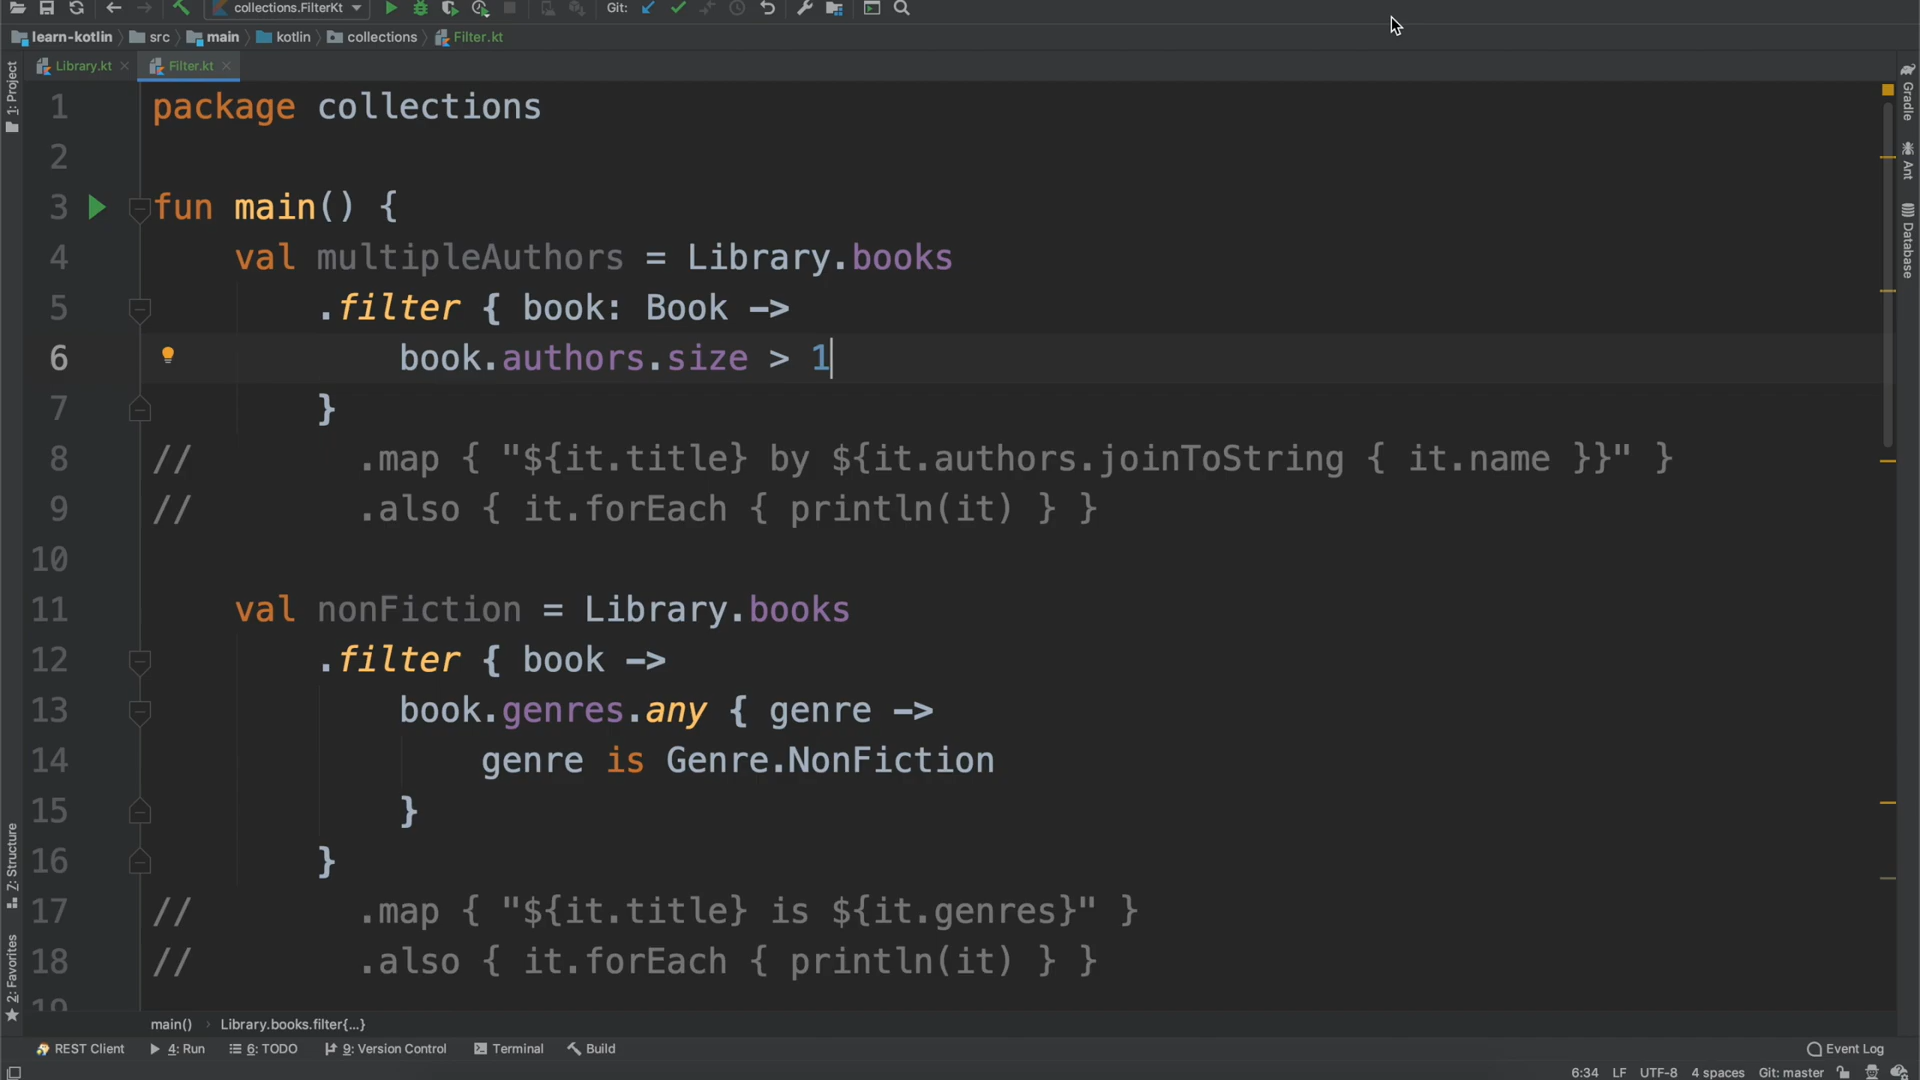 collections.FilterKt Git:
learn-kotlin src main kotlin collections Filter.kt
Library.kt Filter.kt
1: Project
Gradle
Ant
Database
1 package collections
2
3 fun main() {
4 val multipleAuthors = Library.books
5 .filter { book: Book ->
6 book.authors.size > 1
7 }
8 // .map { "${it.title} by ${it.authors.joinToString { it.name }}" }
9 // .also { it.forEach { println(it) } }
10
11 val nonFiction = Library.books
12 .filter { book ->
13 book.genres.any { genre ->
14 genre is Genre.NonFiction
15 }
16 }
17 // .map { "${it.title} is ${it.genres}" }
18 // .also { it.forEach { println(it) } }
19
Z: Structure
2: Favorites
main() Library.books.filter{...}
REST Client 4: Run 6: TODO 9: Version Control Terminal Build Event Log
6:34 LF UTF-8 4 spaces Git: master